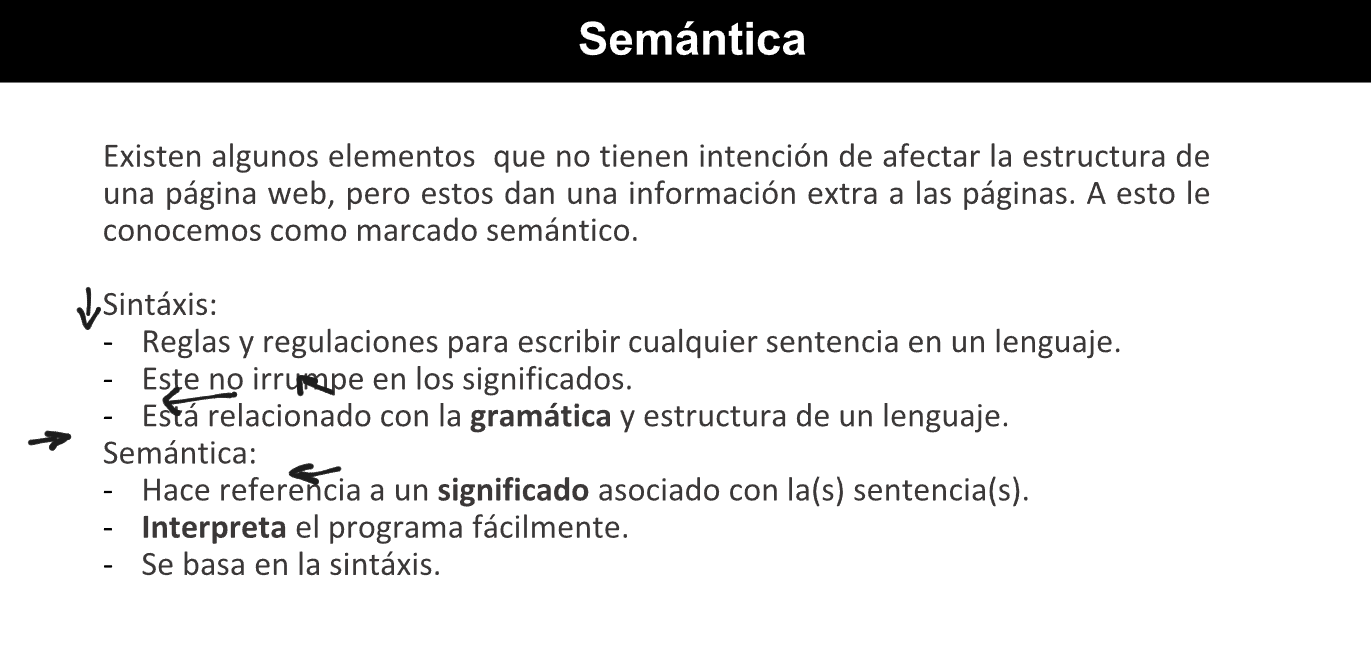 Semántica
Existen algunos elementos  que no tienen intención de afectar la estructura de
una página web, pero estos dan una información extra a las páginas. A esto le
conocemos como marcado semántico.
Sintáxis:
- Reglas y regulaciones para escribir cualquier sentencia en un lenguaje.
- Este no irrumpe en los significados.
- Está relacionado con la gramática y estructura de un lenguaje.
Semántica:
- Hace referencia a un significado asociado con la(s) sentencia(s).
- Interpreta el programa fácilmente.
- Se basa en la sintáxis.